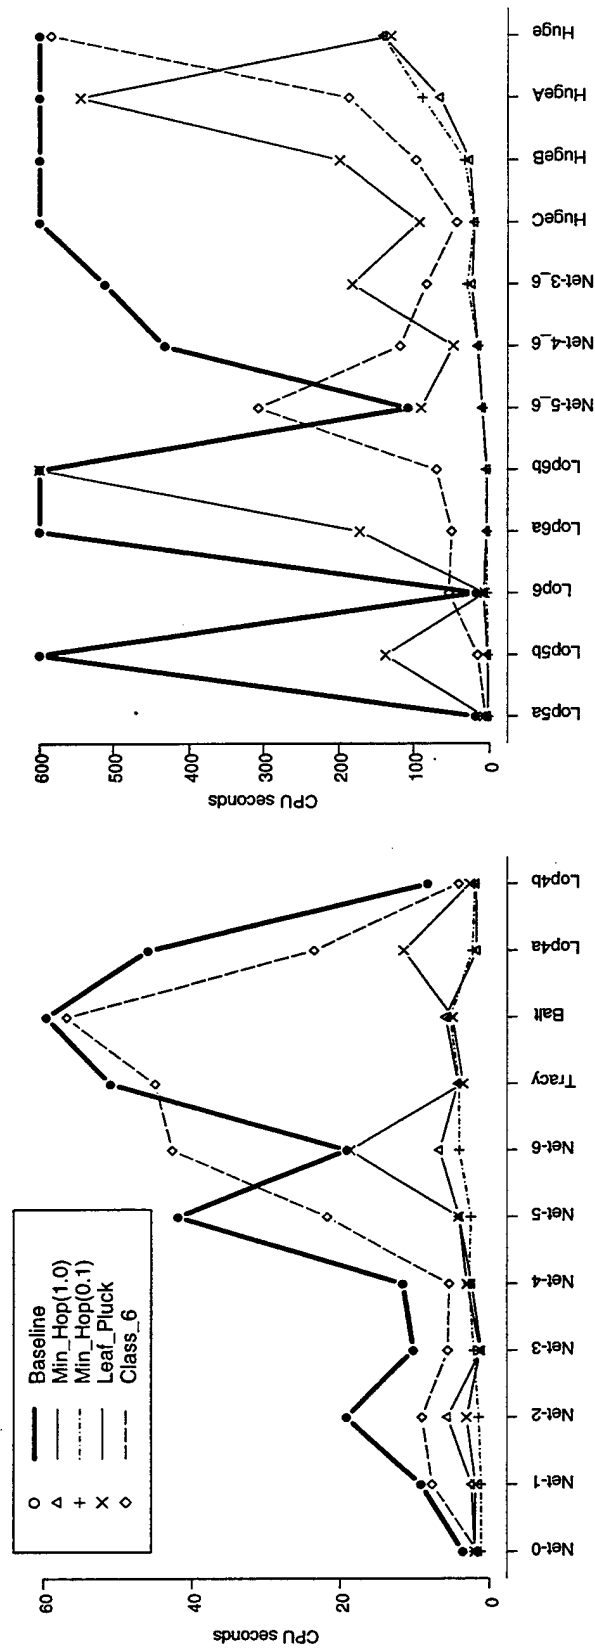 Baseline
Min_Hop(1.0)
Min_Hop(0.1)
Leaf_Pluck
Class_6
CPU seconds
60
40
20
0
Net-0
Net-1
Net-2
Net-3
Net-4
Net-5
Net-6
Tracy
Balt
Lop4a
Lop4b
CPU seconds
600
500
400
300
200
100
0
Lop5a
Lop5b
Lop6
Lop6a
Lop6b
Net-5_6
Net-4_6
Net-3_6
HugeC
HugeB
HugeA
Huge